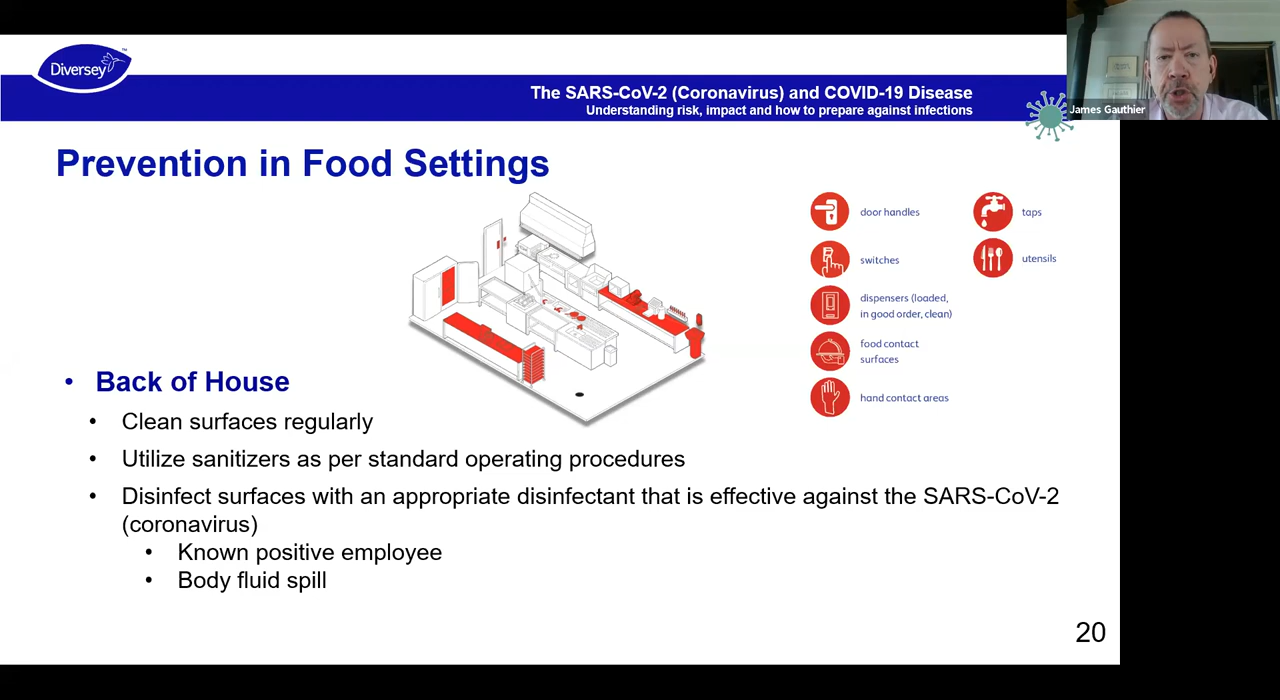 Diversey
The SARS-CoV-2 (Coronavirus) and COVID-19 Disease
Understanding risk, impact and how to prepare against infections
James Gauthier
Prevention in Food Settings
door handles
taps
switches
utensils
dispensers (loaded,
in good order, clean)
food contact
surfaces
hand contact areas
• Back of House
• Clean surfaces regularly
• Utilize sanitizers as per standard operating procedures
• Disinfect surfaces with an appropriate disinfectant that is effective against the SARS-CoV-2
(coronavirus)
• Known positive employee
• Body fluid spill
20